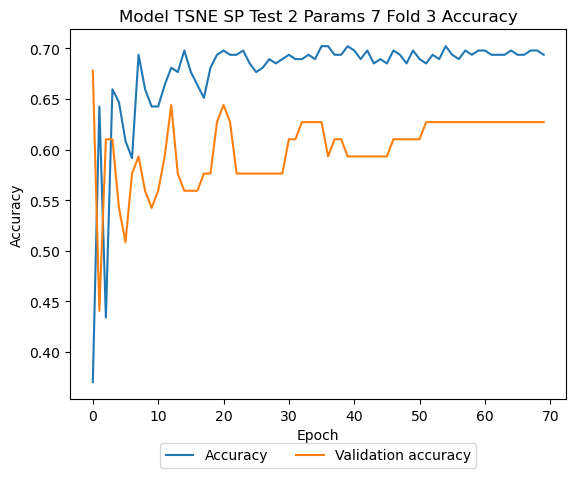 Model TSNE SP Test 2 Params 7 Fold 3 Accuracy
0.70
0.65
0.60
0.55
0.50
0.45
0.40
Accuracy
0 10 20 30 40 50 60 70
Epoch
Accuracy Validation accuracy